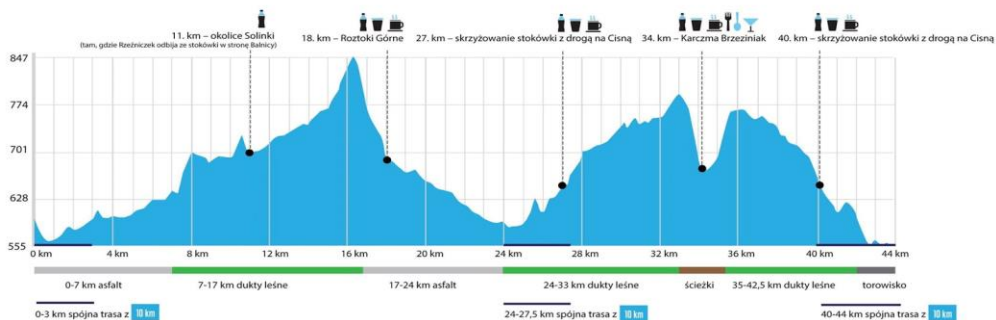 11. km – okolice Solinki
(tam, gdzie Rzeźniczek odbija ze stokówki w stronę Balnicy)
18. km – Roztoki Górne
27. km – skrzyżowanie stokówki z drogą na Cisną
34. km – Karczma Brzeziniak
40. km – skrzyżowanie stokówki z drogą na Cisną
847
774
701
628
555
0 km 4 km 8 km 12 km 16 km 20 km 24 km 28 km 32 km 36 km 40 km 44 km
0-7 km asfalt 7-17 km dukty leśne 17-24 km asfalt 24-33 km dukty leśne ścieżki 35-42,5 km dukty leśne torowisko
0-3 km spójna trasa z 10 km
24-27,5 km spójna trasa z 10 km
40-44 km spójna trasa z 10 km